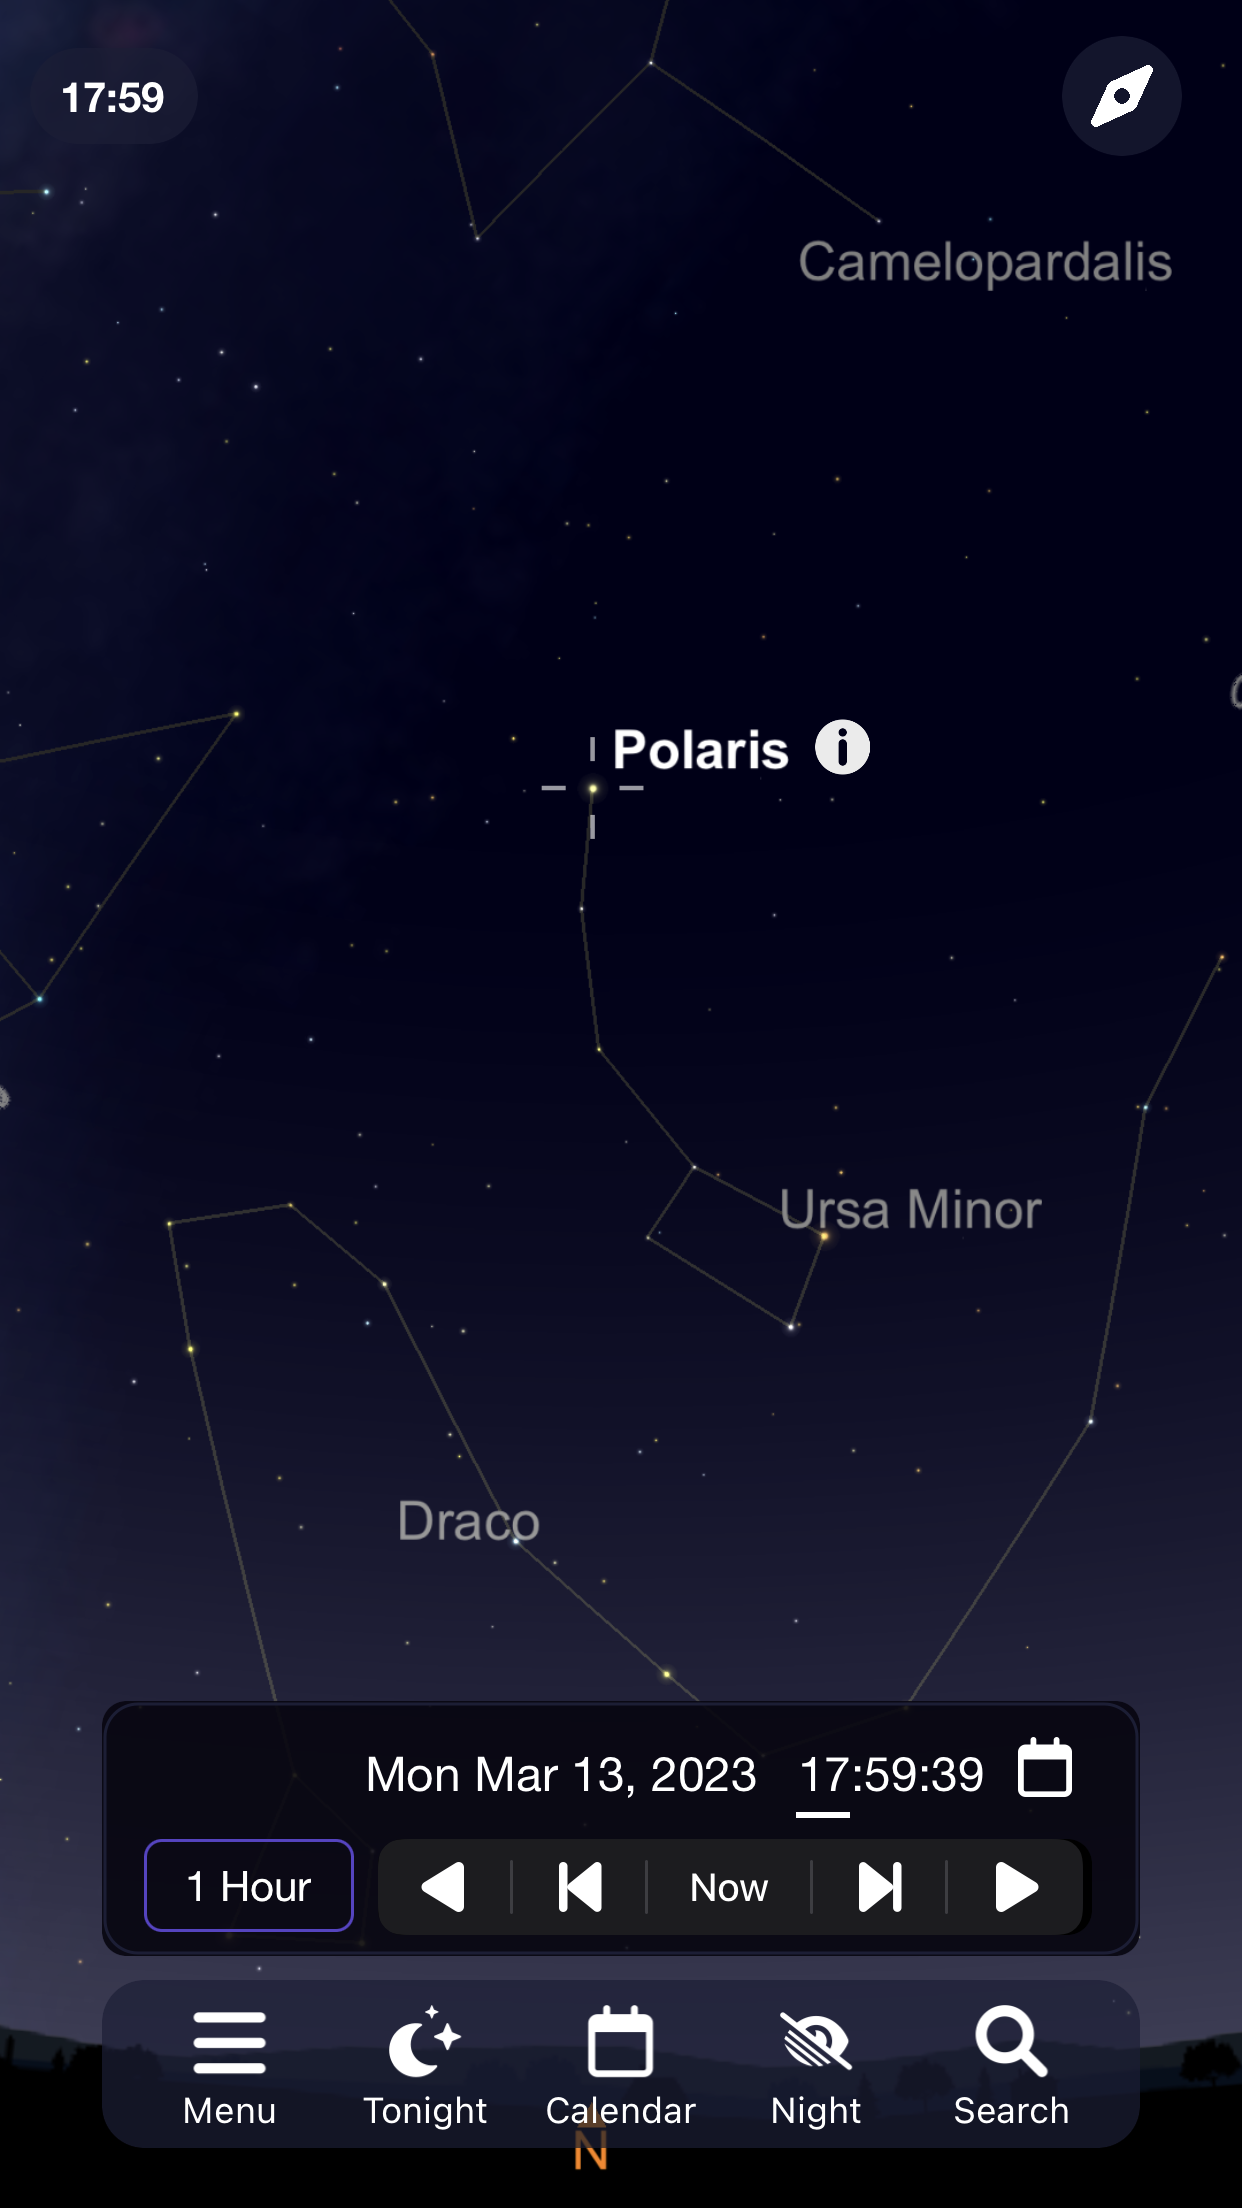 17:59
Camelopardalis
Polaris
Ursa Minor
Draco
Mon Mar 13, 2023 17:59:39
1 Hour
Now
Menu
Tonight
Calendar
Night
Search
N